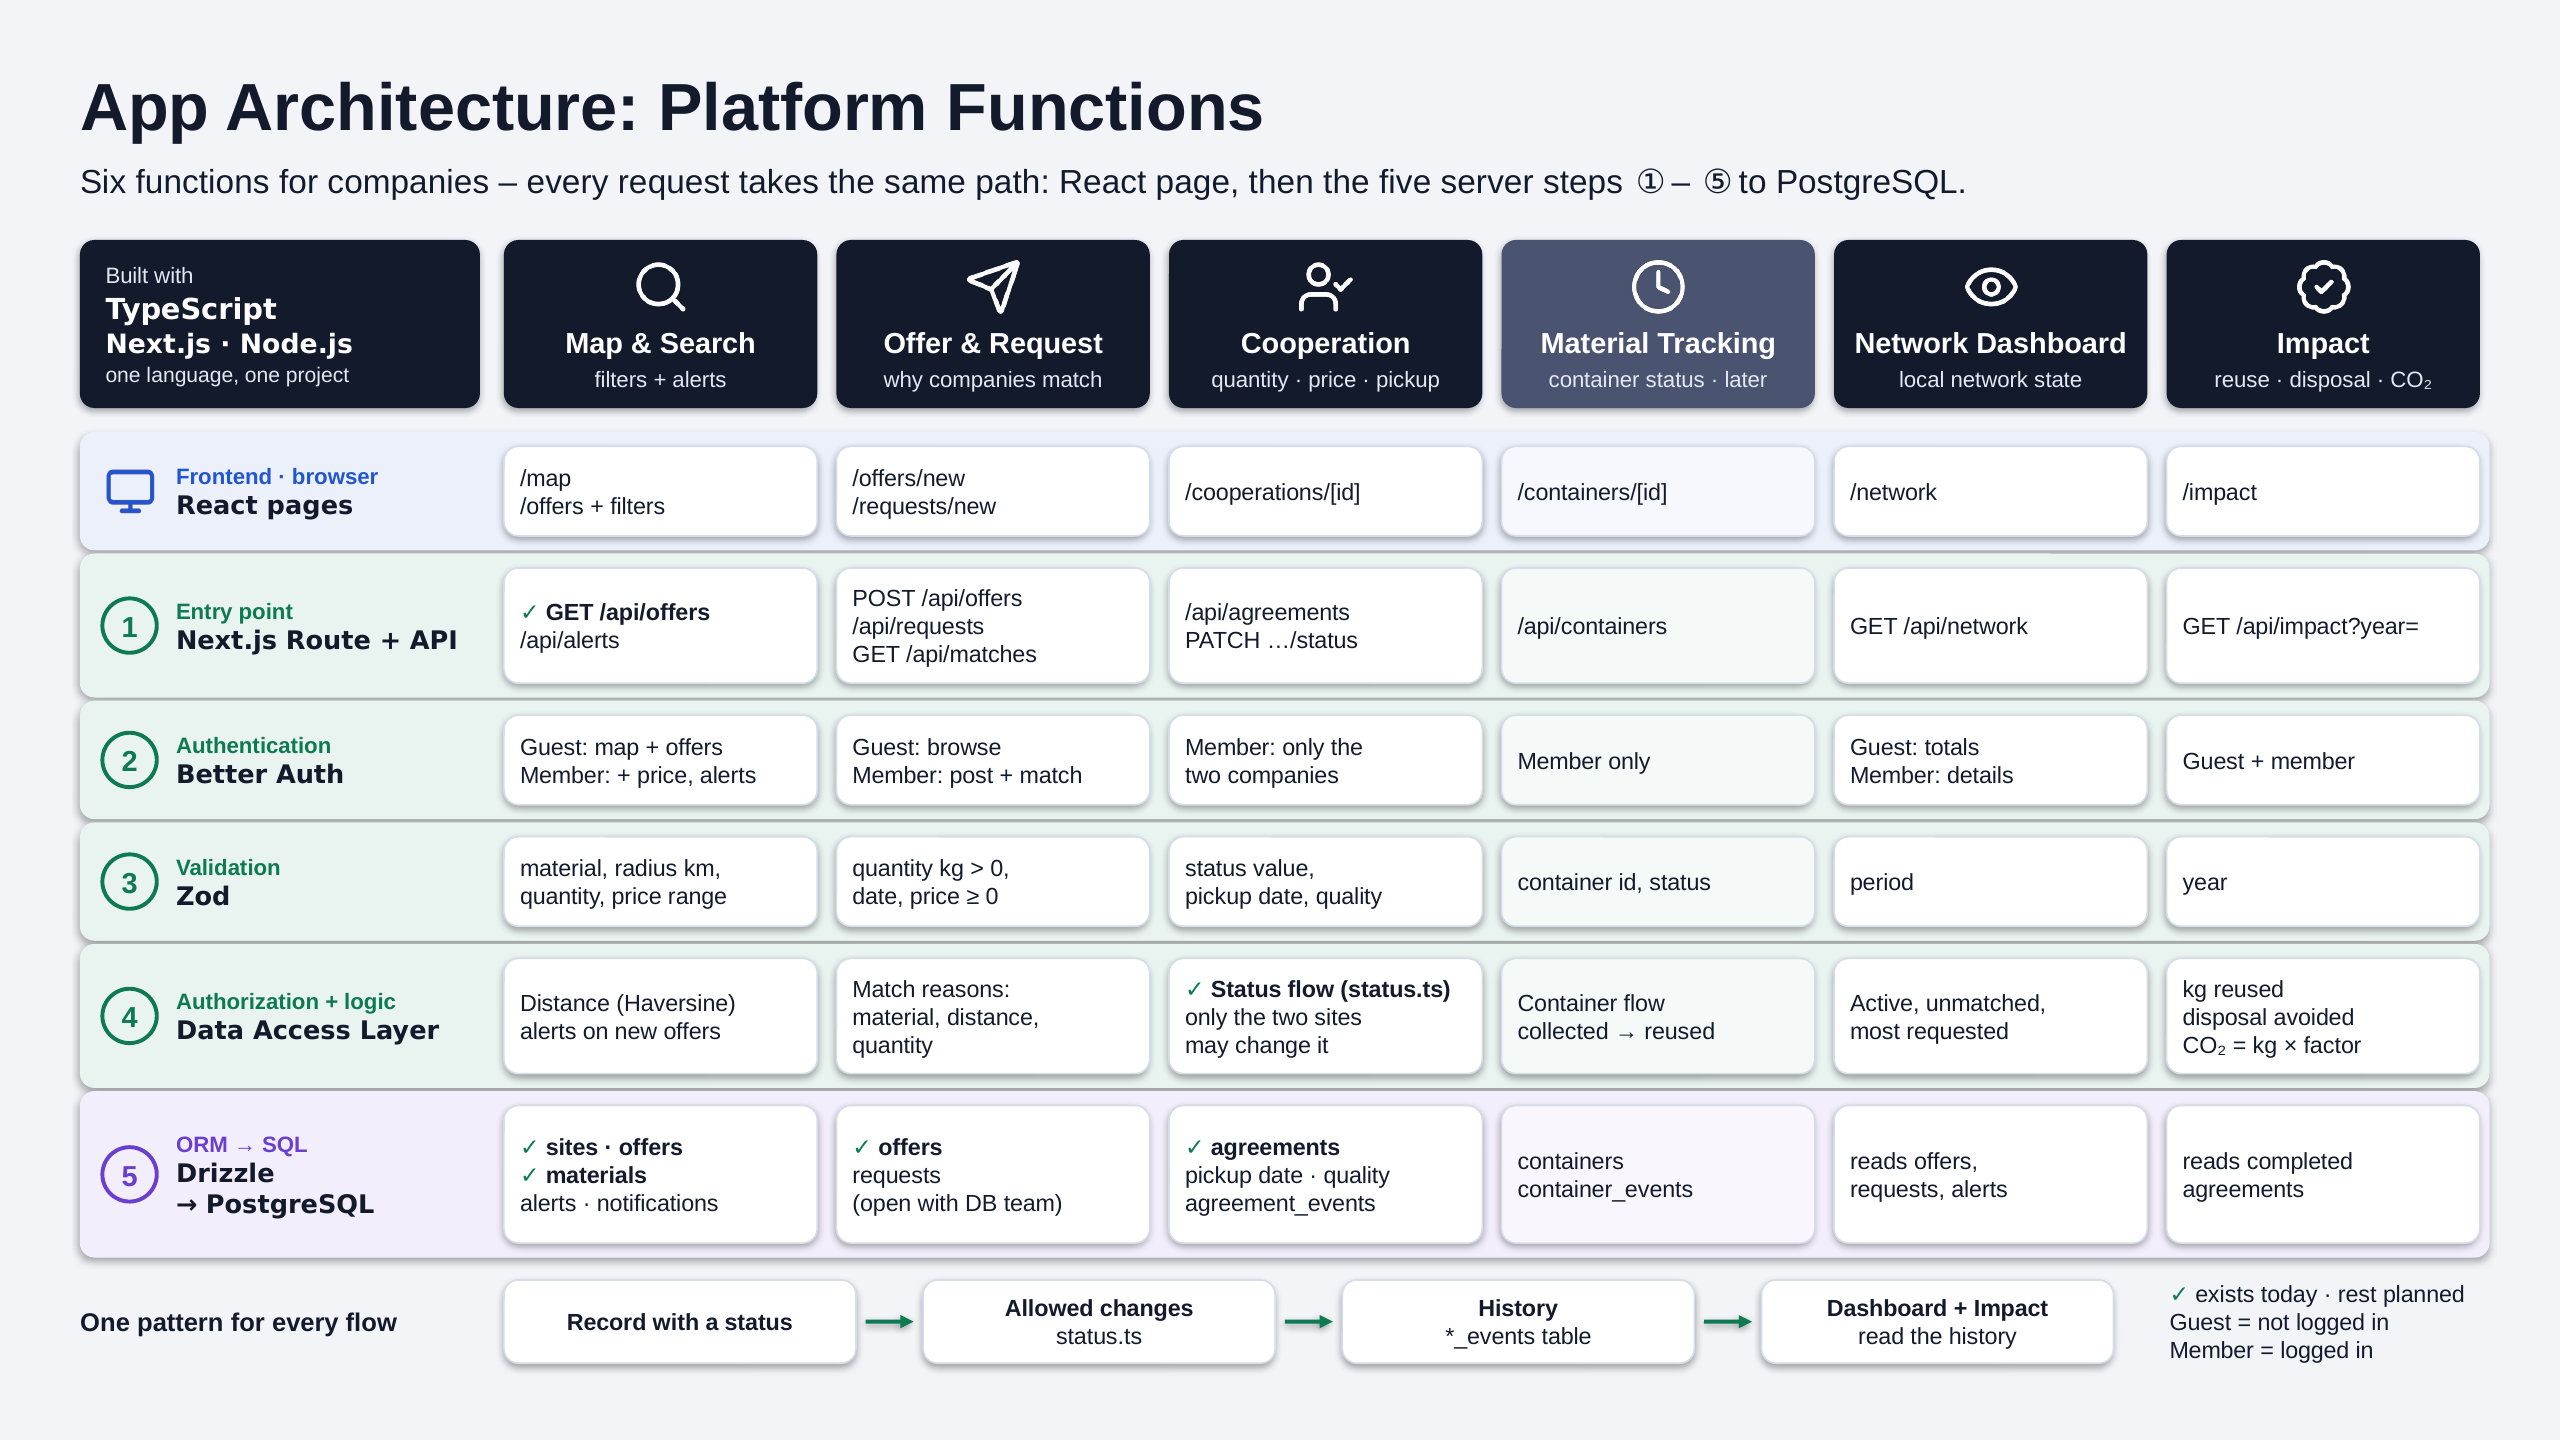 App Architecture: Platform Functions
Six functions for companies – every request takes the same path: React page, then the five server steps ① – ⑤ to PostgreSQL.
Built with
TypeScript
Next.js · Node.js
one language, one project
Map & Search
filters + alerts
Offer & Request
why companies match
Cooperation
quantity · price · pickup
Material Tracking
container status · later
Network Dashboard
local network state
Impact
reuse · disposal · CO₂
Frontend · browser
React pages
/map
/offers + filters
/offers/new
/requests/new
/cooperations/[id]
/containers/[id]
/network
/impact
1
Entry point
Next.js Route + API
✓ GET /api/offers
/api/alerts
POST /api/offers
/api/requests
GET /api/matches
/api/agreements
PATCH …/status
/api/containers
GET /api/network
GET /api/impact?year=
2
Authentication
Better Auth
Guest: map + offers
Member: + price, alerts
Guest: browse
Member: post + match
Member: only the
two companies
Member only
Guest: totals
Member: details
Guest + member
3
Validation
Zod
material, radius km,
quantity, price range
quantity kg > 0,
date, price ≥ 0
status value,
pickup date, quality
container id, status
period
year
4
Authorization + logic
Data Access Layer
Distance (Haversine)
alerts on new offers
Match reasons:
material, distance,
quantity
✓ Status flow (status.ts)
only the two sites
may change it
Container flow
collected → reused
Active, unmatched,
most requested
kg reused
disposal avoided
CO₂ = kg × factor
5
ORM → SQL
Drizzle
→ PostgreSQL
✓ sites · offers
✓ materials
alerts · notifications
✓ offers
requests
(open with DB team)
✓ agreements
pickup date · quality
agreement_events
containers
container_events
reads offers,
requests, alerts
reads completed
agreements
One pattern for every flow
Record with a status
Allowed changes
status.ts
History
*_events table
Dashboard + Impact
read the history
✓ exists today · rest planned
Guest = not logged in
Member = logged in